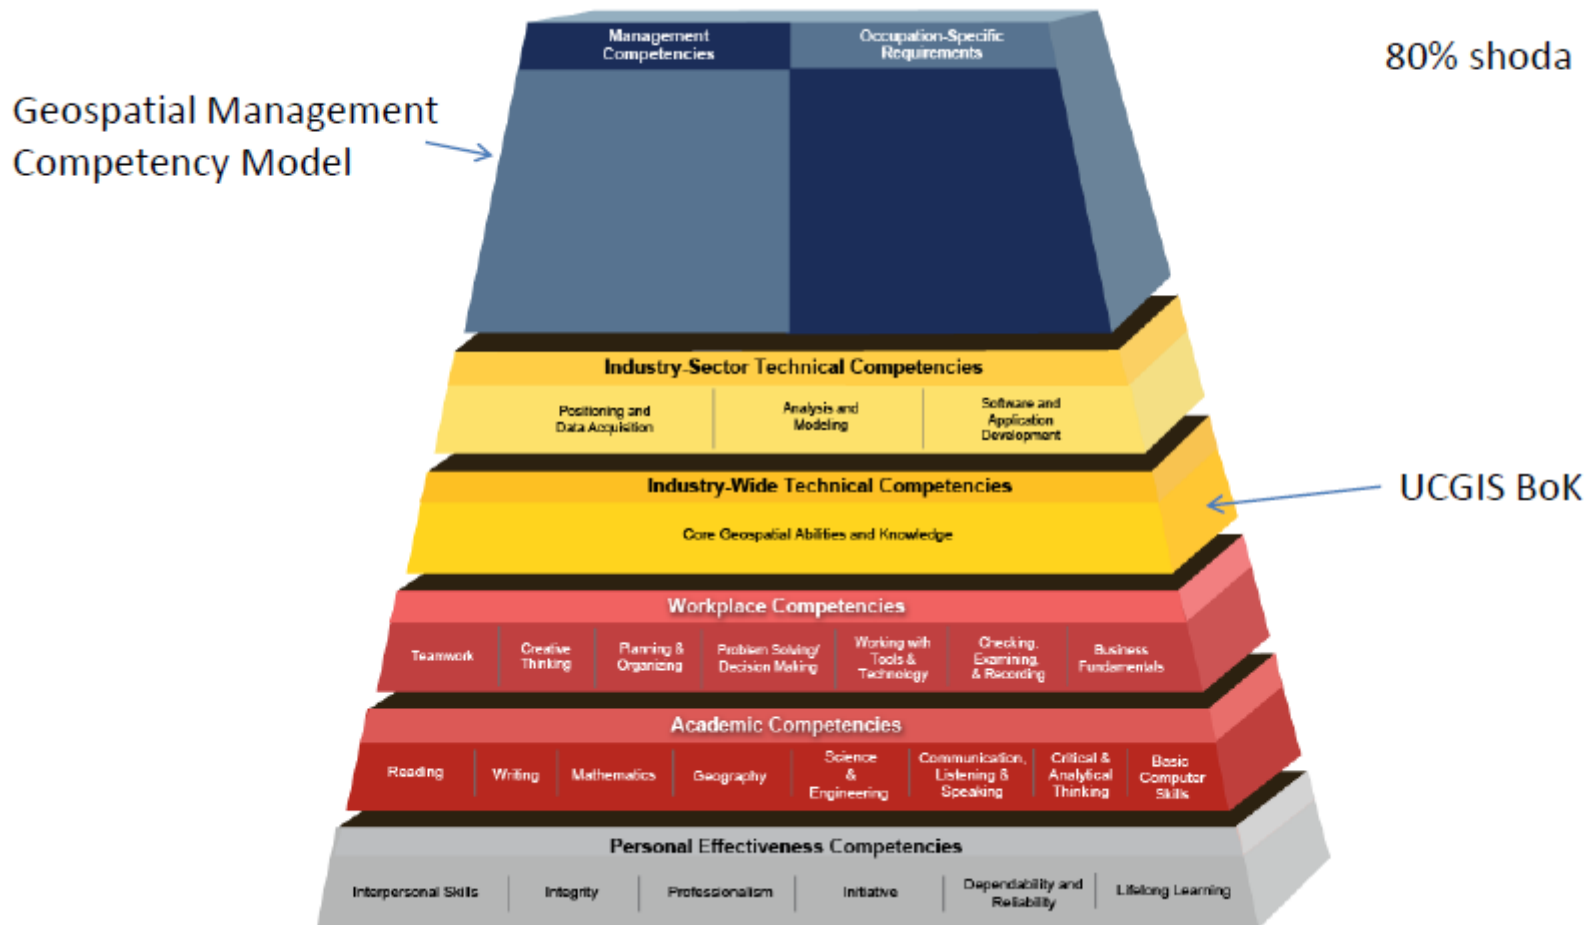 Management
Competencies
Occupation-Specific
Requirements
80% shoda
Geospatial Management
Competency Model
Industry-Sector Technical Competencies
Positioning and
Data Acquisition
Analysis and
Modeling
Software and
Application
Development
Industry-Wide Technical Competencies
UCGIS BoK
Core Geospatial Abilities and Knowledge
Workplace Competencies
Teamwork
Creative
Thinking
Planning &
Organizing
Problem Solving/
Decision Making
Working with
Tools &
Technology
Checking,
Examining,
& Recording
Business
Fundamentals
Academic Competencies
Reading
Writing
Mathematics
Geography
Science
&
Engineering
Communication,
Listening &
Speaking
Critical &
Analytical
Thinking
Basic
Computer
Skills
Personal Effectiveness Competencies
Interpersonal Skills
Integrity
Professionalism
Initiative
Dependability and
Reliability
Lifelong Learning